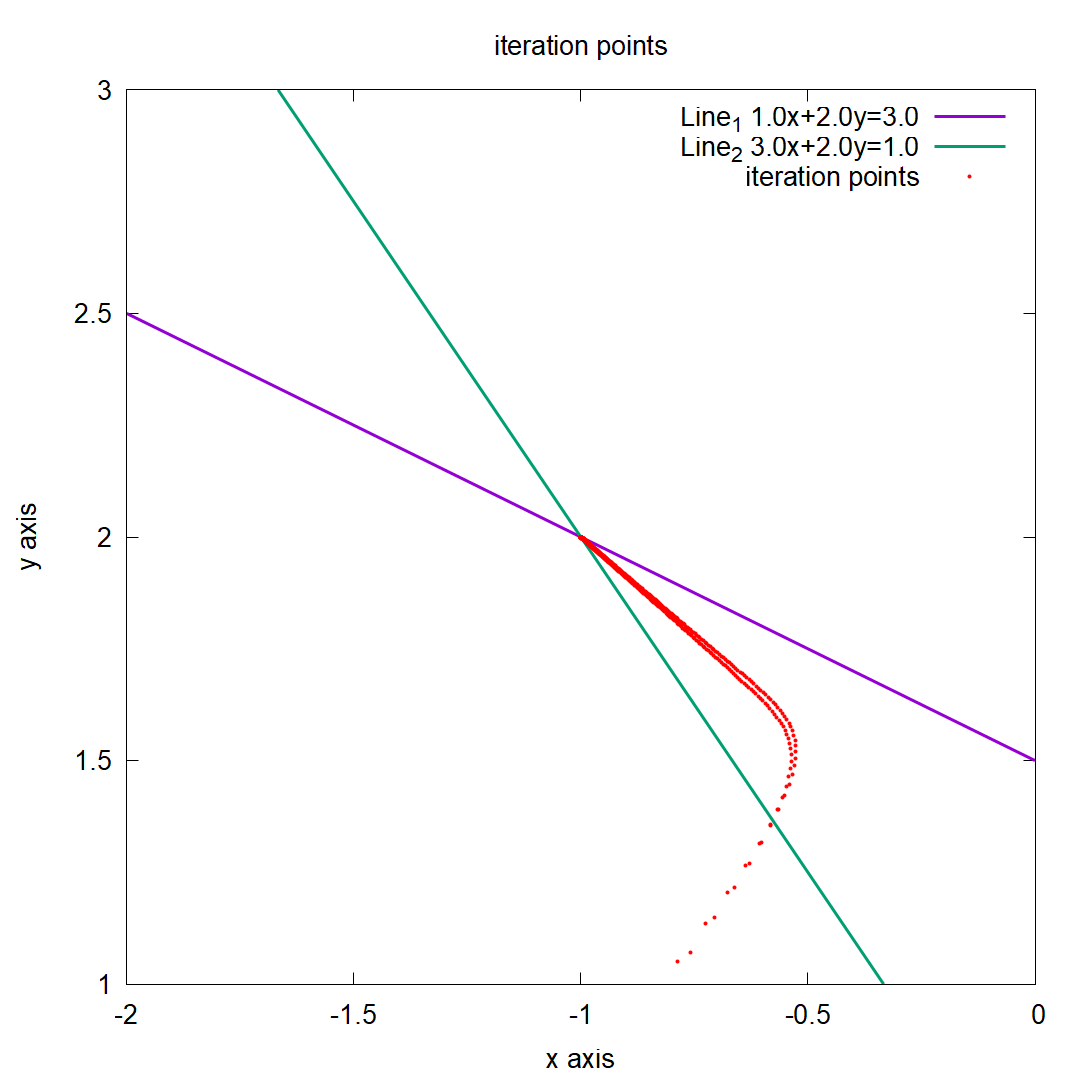 iteration points
Line1 1.0x+2.0y=3.0
Line2 3.0x+2.0y=1.0
iteration points
3
2.5
2
1.5
1
y axis
-2 -1.5 -1 -0.5 0
x axis